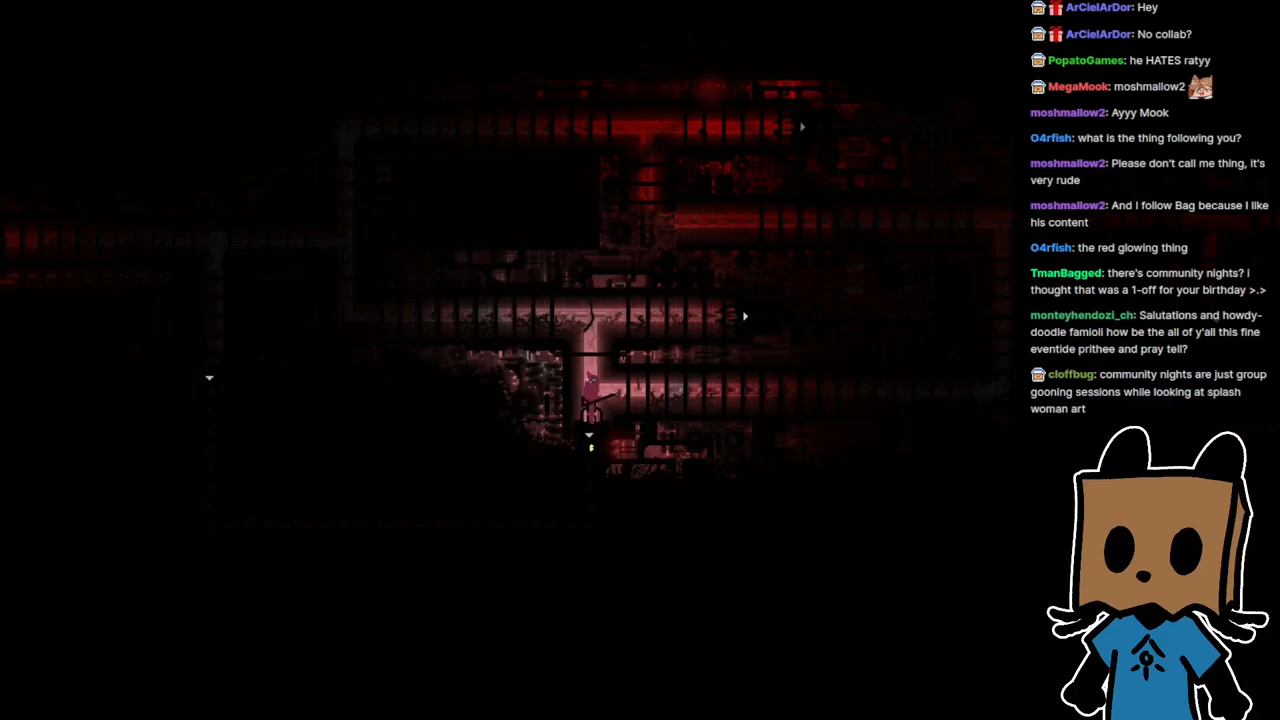 ArCielArDor: Hey
ArCielArDor: No collab?
PopatoGames: he HATES ratyy
MegaMook: moshmallow2
moshmallow2: Ayyy Mook
O4rfish: what is the thing following you?
moshmallow2: Please don't call me thing, it's
very rude
moshmallow2: And I follow Bag because I like
his content
O4rfish: the red glowing thing
TmanBagged: there's community nights? i
thought that was a 1-off for your birthday >.>
monteyhendozi_ch: Salutations and howdy-
doodle famioli how be the all of y'all this fine
eventide prithee and pray tell?
cloffbug: community nights are just group
gooning sessions while looking at splash
woman art